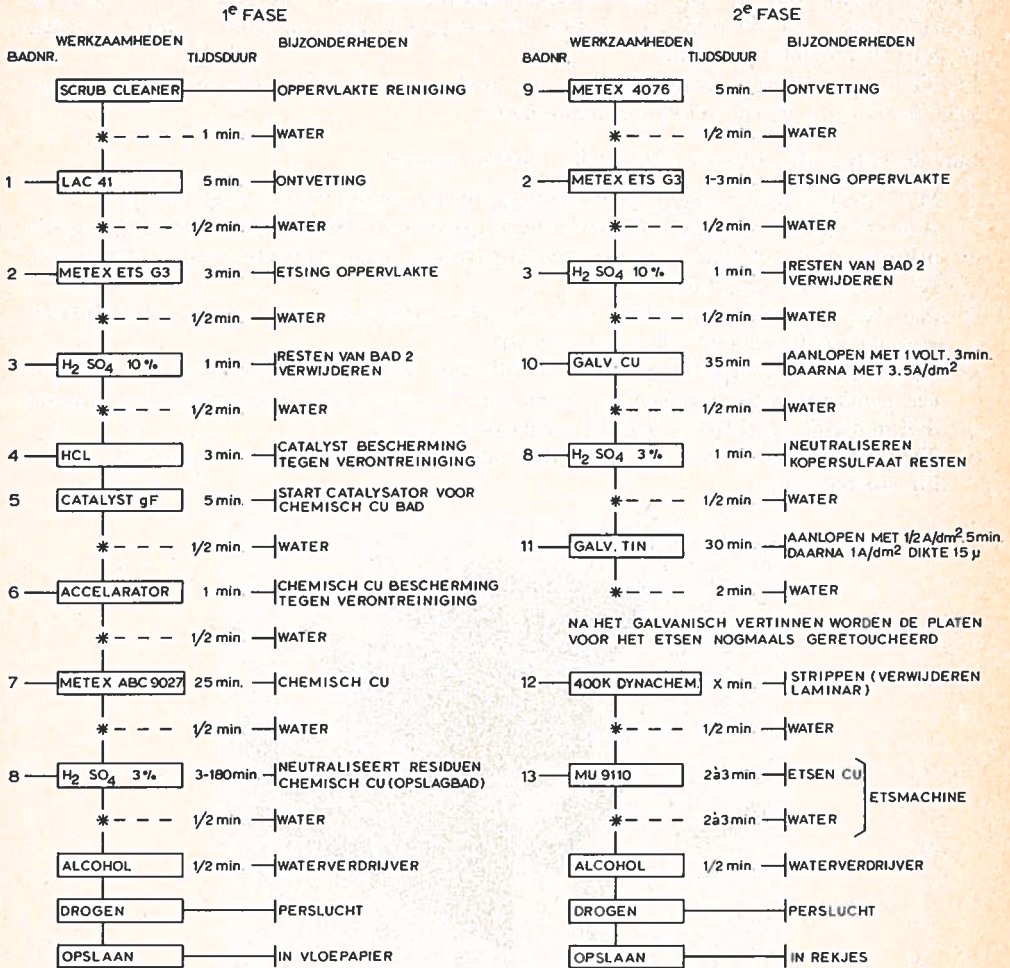 1e FASE
BADNR. WERKZAAMHEDEN TIJDSDUUR BIJZONDERHEDEN
SCRUB CLEANER OPPERVLAKTE REINIGING
* 1 min. WATER
1 LAC 41 5 min. ONTVETTING
* 1/2 min. WATER
2 METEX ETS G3 3 min. ETSING OPPERVLAKTE
* 1/2 min. WATER
3 H2 SO4 10% 1 min. RESTEN VAN BAD 2
VERWIJDEREN
* 1/2 min. WATER
4 HCL 3 min. CATALYST BESCHERMING
TEGEN VERONTREINIGING
5 CATALYST gF 5 min. START CATALYSATOR VOOR
CHEMISCH CU BAD
* 1/2 min. WATER
6 ACCELARATOR 1 min. CHEMISCH CU BESCHERMING
TEGEN VERONTREINIGING
* 1/2 min. WATER
7 METEX ABC 9027 25 min. CHEMISCH CU
* 1/2 min. WATER
8 H2 SO4 3% 3-180min. NEUTRALISEERT RESIDUEN
CHEMISCH CU (OPSLAGBAD)
* 1/2 min. WATER
ALCOHOL 1/2 min. WATERVERDRIJVER
DROGEN PERSLUCHT
OPSLAAN IN VLOEPAPIER
2e FASE
BADNR. WERKZAAMHEDEN TIJDSDUUR BIJZONDERHEDEN
9 METEX 4076 5 min. ONTVETTING
* 1/2 min. WATER
2 METEX ETS G3 1-3 min. ETSING OPPERVLAKTE
* 1/2 min. WATER
3 H2 SO4 10% 1 min. RESTEN VAN BAD 2
VERWIJDEREN
* 1/2 min. WATER
10 GALV. CU 35 min. AANLOPEN MET 1 VOLT. 3min.
DAARNA MET 3.5A/dm2
* 1/2 min. WATER
8 H2 SO4 3% 1 min. NEUTRALISEREN
KOPERSULFAAT RESTEN
* 1/2 min. WATER
11 GALV. TIN 30 min. AANLOPEN MET 1/2 A/dm2. 5min.
DAARNA 1A/dm2 DIKTE 15 µ
* 2 min. WATER
NA HET GALVANISCH VERTINNEN WORDEN DE PLATEN
VOOR HET ETSEN NOGMAALS GERETOUCHEERD
12 400K DYNACHEM. X min. STRIPPEN (VERWIJDEREN
LAMINAR)
* 1/2 min. WATER
13 MU 9110 2à3 min. ETSEN CU
ETSMACHINE
* 2à3 min. WATER
ALCOHOL 1/2 min. WATERVERDRIJVER
DROGEN PERSLUCHT
OPSLAAN IN REKJES